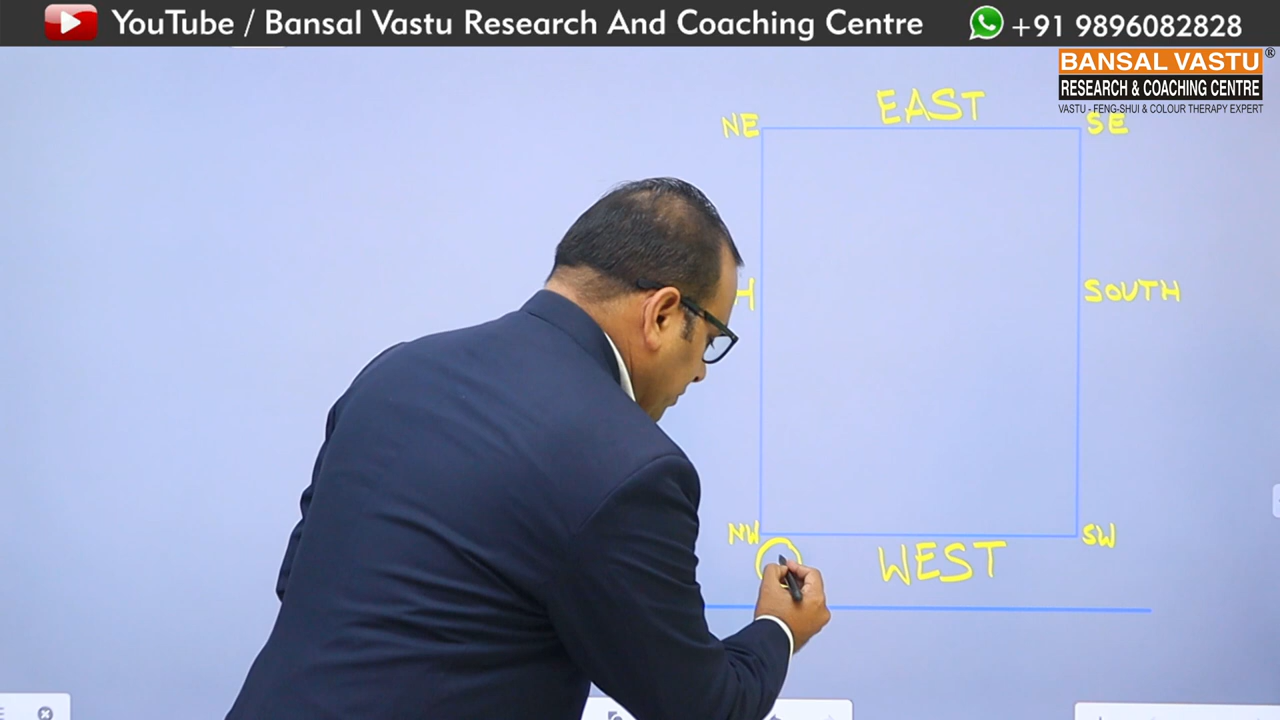 YouTube / Bansal Vastu Research And Coaching Centre
+91 9896082828
BANSAL VASTU®
RESEARCH & COACHING CENTRE
VASTU - FENG-SHUI & COLOUR THERAPY EXPERT
NE EAST SE
H SOUTH
NW SW
WEST